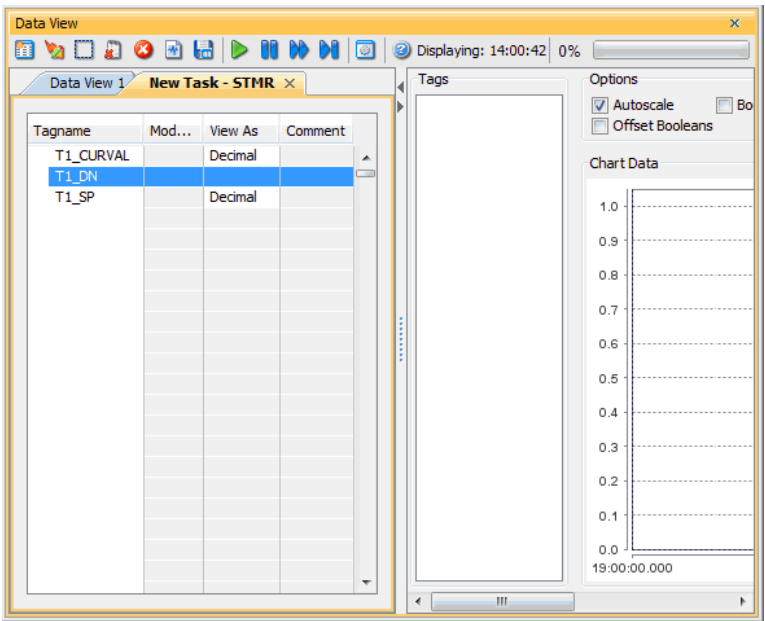 Data View
Displaying: 14:00:42 0%
Data View 1 New Task - STMR
Tagname Mod... View As Comment
T1_CURVAL Decimal
T1_DN
T1_SP Decimal
Tags
Options
Autoscale Bo
Offset Booleans
Chart Data
1.0
0.9
0.8
0.7
0.6
0.5
0.4
0.3
0.2
0.1
0.0
19:00:00.000